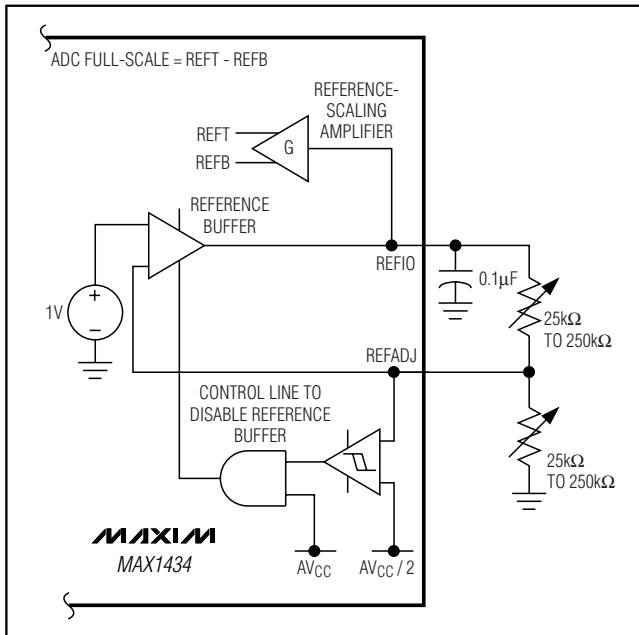 ADC FULL-SCALE = REFT - REFB
REFERENCE-
SCALING
AMPLIFIER
REFT
REFB
G
REFERENCE
BUFFER
REFIO
0.1μF
25kΩ
TO 250kΩ
1V
+
−
REFADJ
CONTROL LINE TO
DISABLE REFERENCE
BUFFER
25kΩ
TO 250kΩ
MAXIM
MAX1434
AVCC
AVCC / 2